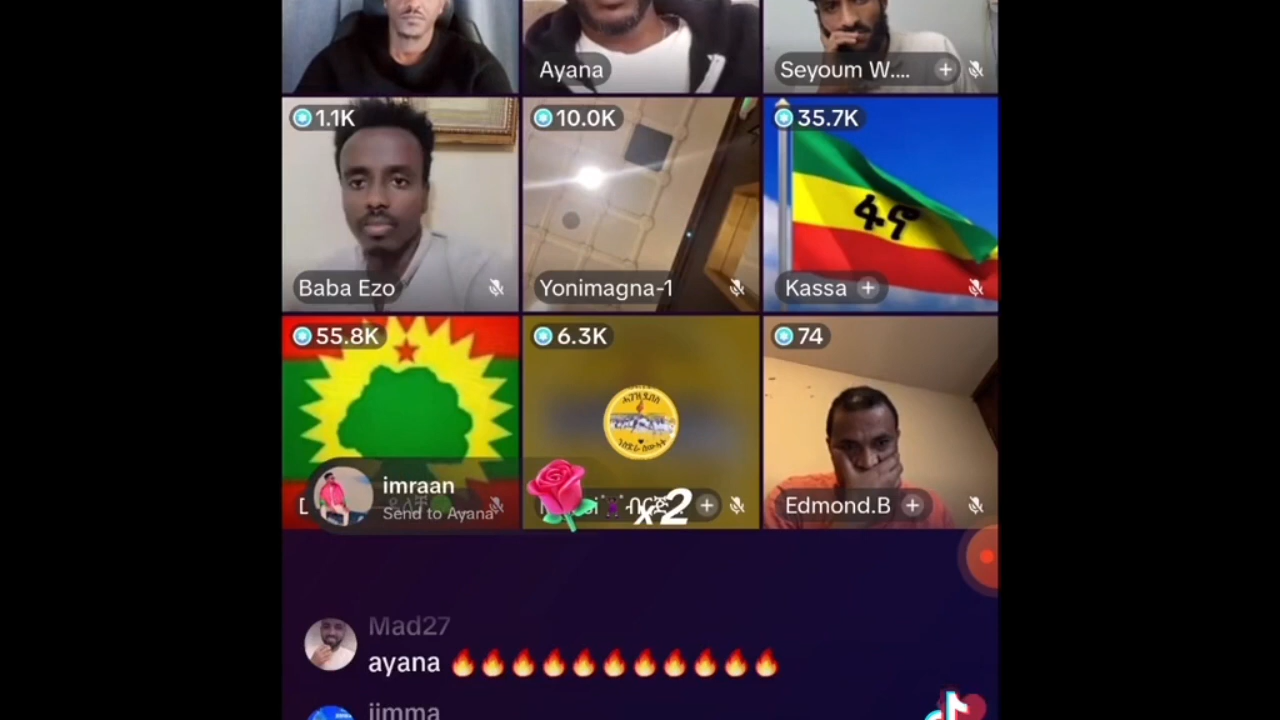 Ayana
Seyoum W....
1.1K
10.0K
35.7K
ፋኖ
Baba Ezo
Yonimagna-1
Kassa
55.8K
6.3K
74
imraan
Send to Ayana
x2
Edmond.B
Mad27
ayana 🔥🔥🔥🔥🔥🔥🔥🔥🔥🔥🔥
jimma